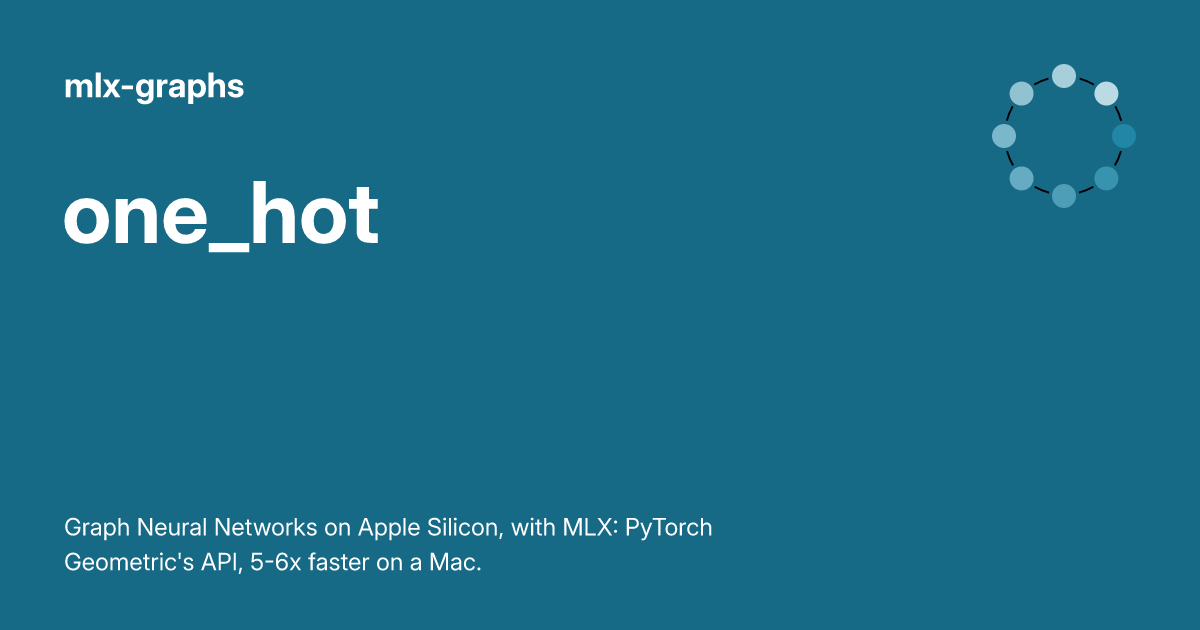 mlx-graphs
one_hot
Graph Neural Networks on Apple Silicon, with MLX: PyTorch
Geometric's API, 5-6x faster on a Mac.